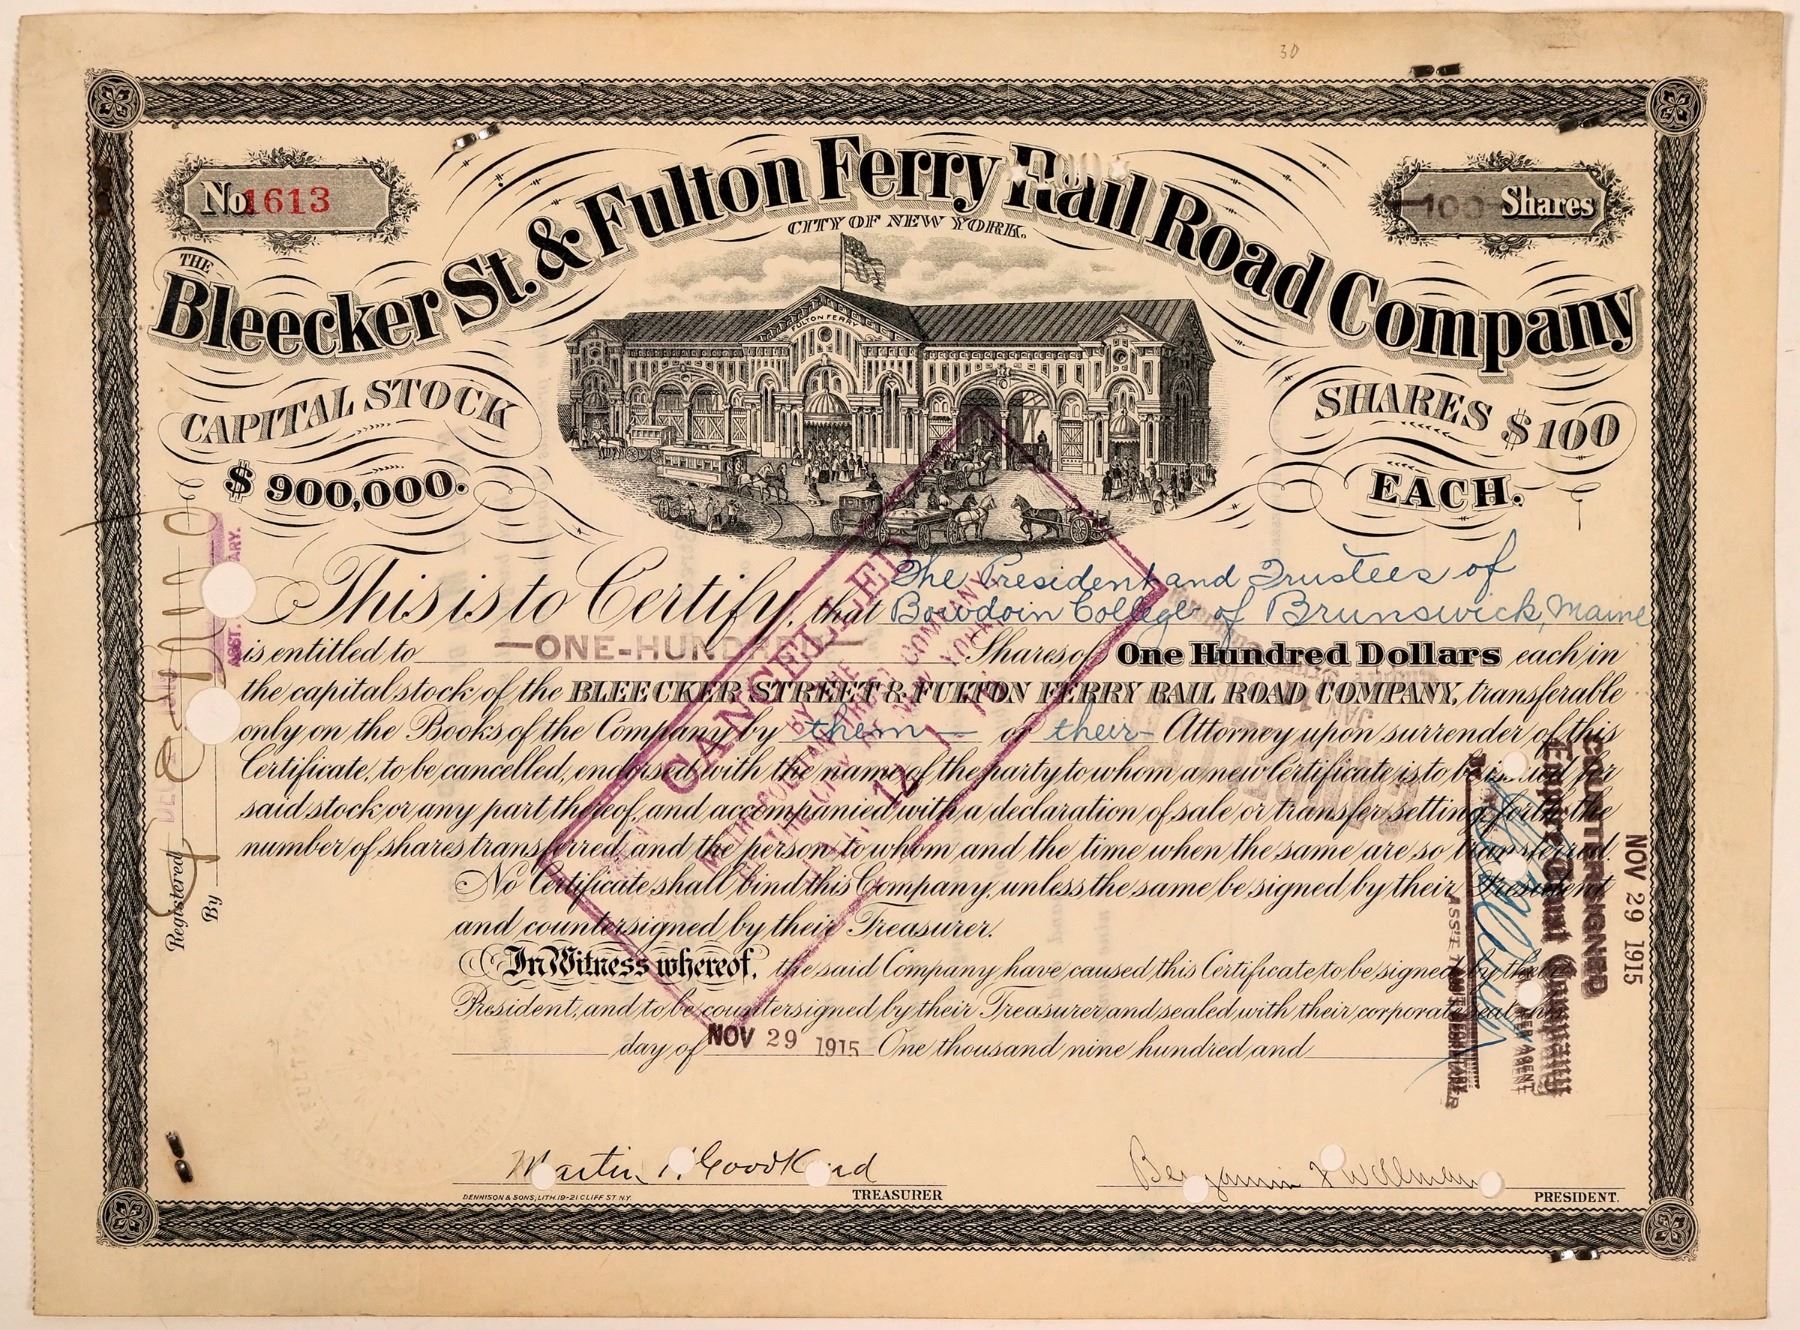 30
No. 1613
100 Shares
THE
Bleecker St. & Fulton Ferry Rail Road Company
CITY OF NEW YORK.
FULTON FERRY
CAPITAL STOCK
$ 900,000.
SHARES $100
EACH.
This is to Certify, that The President and Trustees of
Bowdoin College of Brunswick, Maine
is entitled to —ONE-HUNDRED— Shares of One Hundred Dollars each in
the capital stock of the BLEECKER STREET & FULTON FERRY RAIL ROAD COMPANY, transferable
only on the Books of the Company by them or their Attorney upon surrender of this
Certificate, to be cancelled, endorsed with the name of the party to whom a new Certificate is to be issued for
said stock or any part thereof, and accompanied with a declaration of sale or transfer setting forth the
number of shares transferred and the person to whom and the time when the same are so transferred.
No Certificate shall bind this Company, unless the same be signed by their President
and countersigned by their Treasurer.
In Witness whereof, the said Company have caused this Certificate to be signed by their
President, and to be countersigned by their Treasurer and sealed with their corporate seal this
day of NOV 29 1915 One thousand nine hundred and
TREASURER
PRESIDENT.
DENNISON & SONS, LITH. 19-21 CLIFF ST. N.Y.
Registered
By
ASST. ARY.
CANCELLED
BY THE
METROPOLITAN STREET COMPANY
COUNTERSIGNED
NOV 29 1915
Empire Trust Company